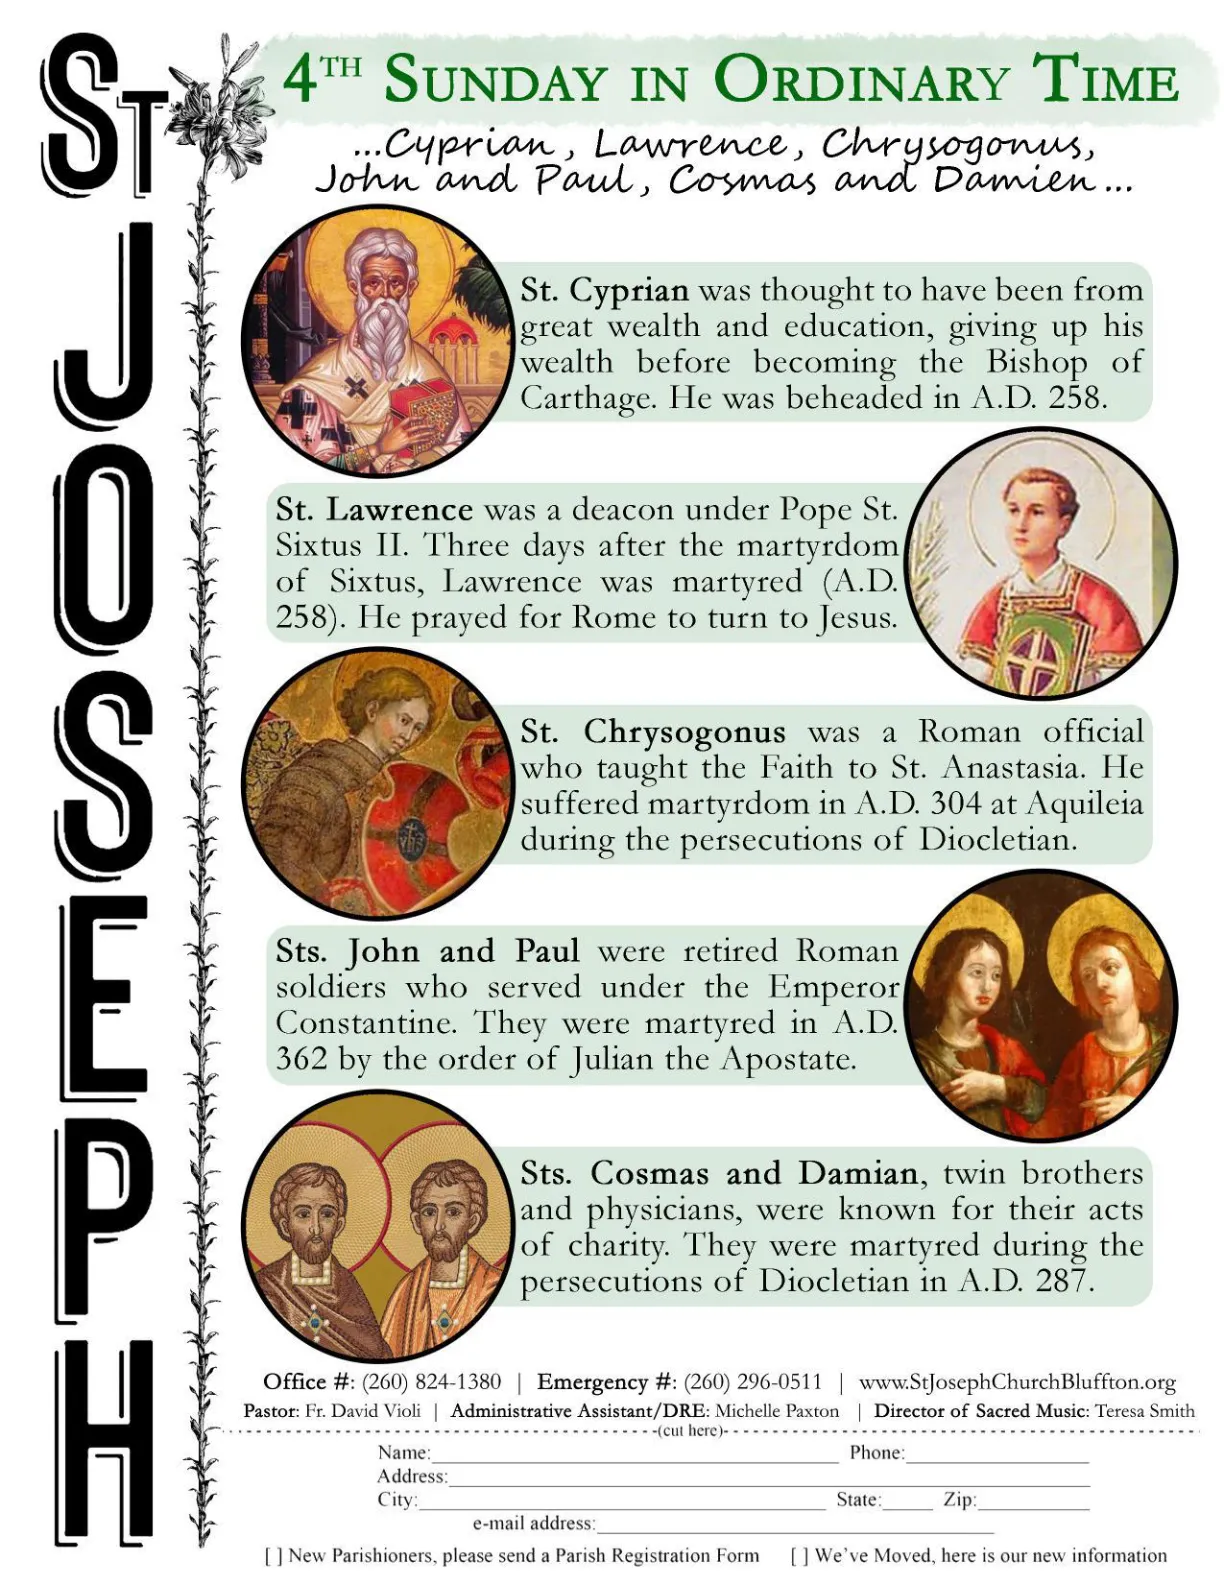 ST JOSEPH
4TH SUNDAY IN ORDINARY TIME
...Cyprian, Lawrence, Chrysogonus,
John and Paul, Cosmas and Damien...
St. Cyprian was thought to have been from
great wealth and education, giving up his
wealth before becoming the Bishop of
Carthage. He was beheaded in A.D. 258.
St. Lawrence was a deacon under Pope St.
Sixtus II. Three days after the martyrdom
of Sixtus, Lawrence was martyred (A.D.
258). He prayed for Rome to turn to Jesus.
St. Chrysogonus was a Roman official
who taught the Faith to St. Anastasia. He
suffered martyrdom in A.D. 304 at Aquileia
during the persecutions of Diocletian.
Sts. John and Paul were retired Roman
soldiers who served under the Emperor
Constantine. They were martyred in A.D.
362 by the order of Julian the Apostate.
Sts. Cosmas and Damian, twin brothers
and physicians, were known for their acts
of charity. They were martyred during the
persecutions of Diocletian in A.D. 287.
Office #: (260) 824-1380 | Emergency #: (260) 296-0511 | www.StJosephChurchBluffton.org
Pastor: Fr. David Violi | Administrative Assistant/DRE: Michelle Paxton | Director of Sacred Music: Teresa Smith
(cut here)
Name: Phone:
Address:
City: State: Zip:
e-mail address:
[ ] New Parishioners, please send a Parish Registration Form [ ] We've Moved, here is our new information